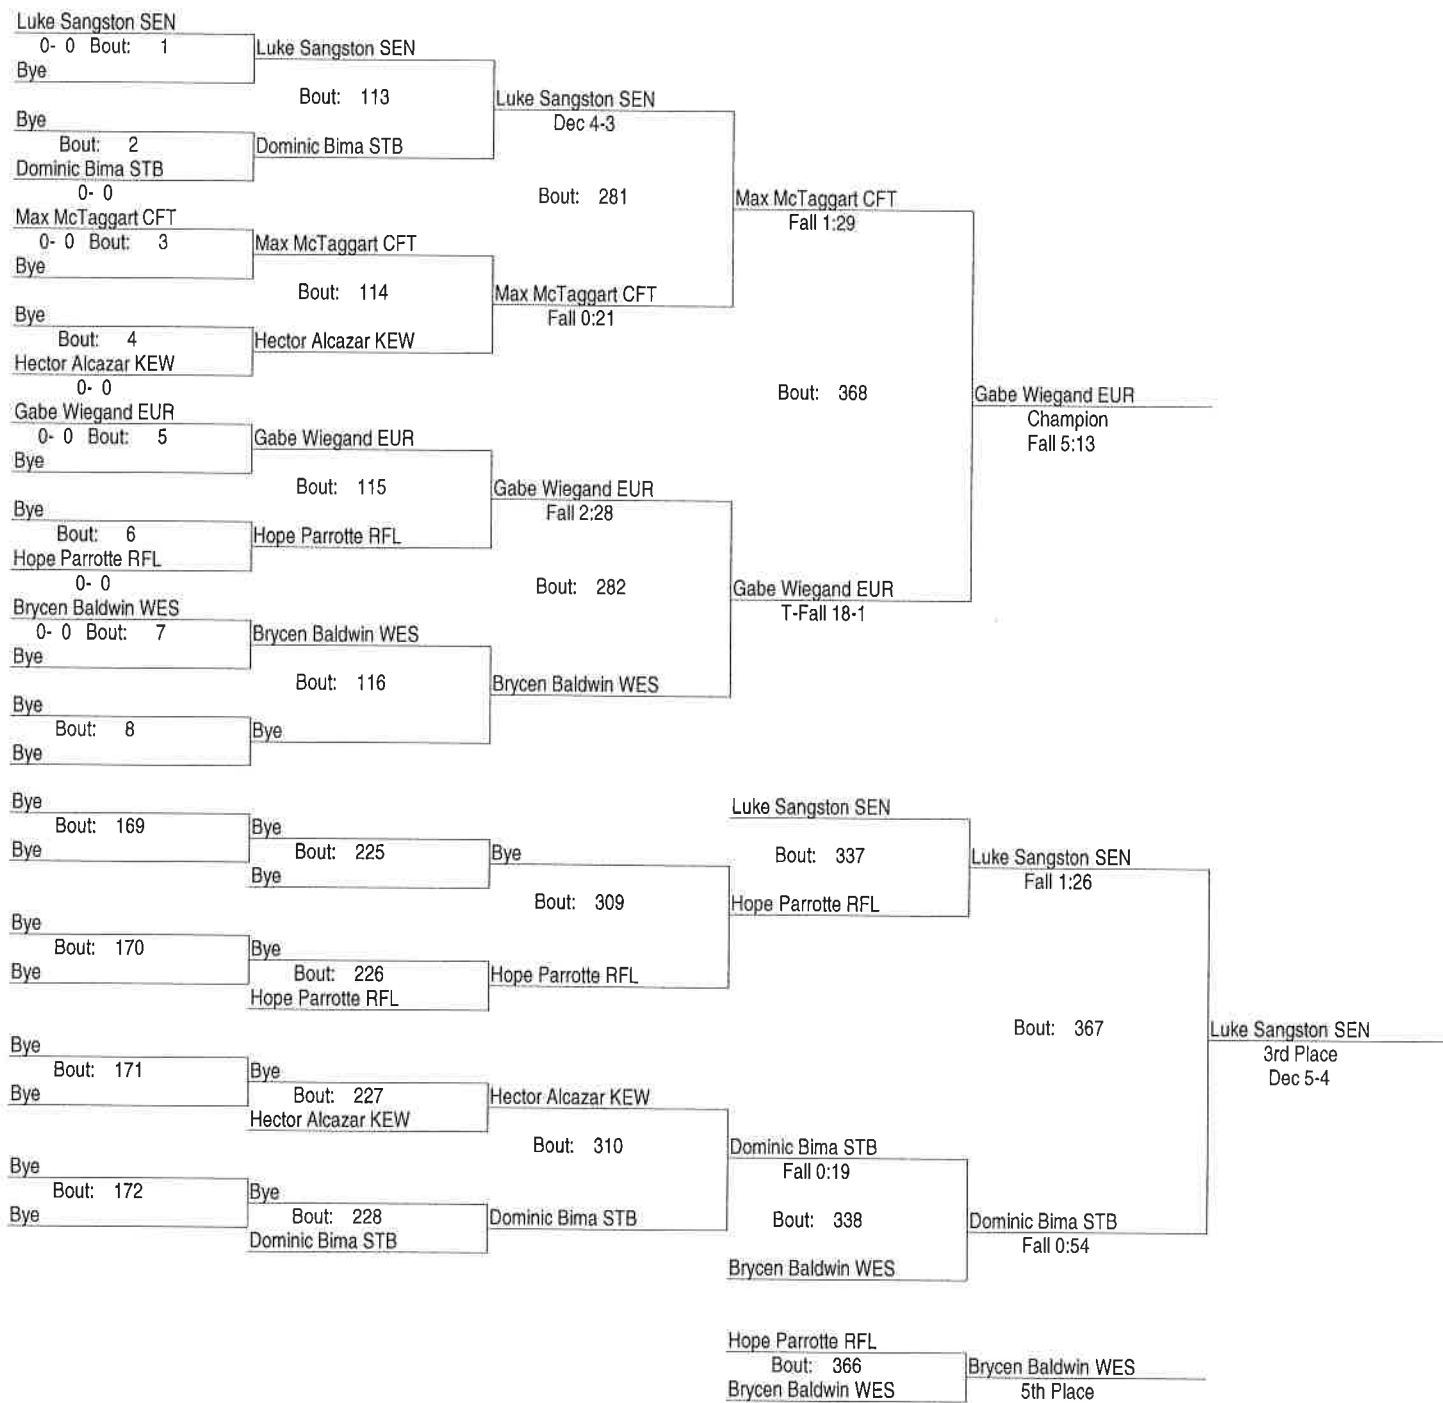 Luke Sangston SEN
0- 0 Bout: 1
Bye
Luke Sangston SEN
Bout: 113
Bye
Bout: 2
Dominic Bima STB
0- 0
Dominic Bima STB
Luke Sangston SEN
Dec 4-3
Bout: 281
Max McTaggart CFT
0- 0 Bout: 3
Bye
Max McTaggart CFT
Bout: 114
Bye
Bout: 4
Hector Alcazar KEW
0- 0
Hector Alcazar KEW
Max McTaggart CFT
Fall 0:21
Max McTaggart CFT
Fall 1:29
Bout: 368
Gabe Wiegand EUR
Champion
Fall 5:13
Gabe Wiegand EUR
0- 0 Bout: 5
Bye
Gabe Wiegand EUR
Bout: 115
Bye
Bout: 6
Hope Parrotte RFL
0- 0
Hope Parrotte RFL
Gabe Wiegand EUR
Fall 2:28
Bout: 282
Gabe Wiegand EUR
T-Fall 18-1
Brycen Baldwin WES
0- 0 Bout: 7
Bye
Brycen Baldwin WES
Bout: 116
Bye
Bout: 8
Bye
Bye
Brycen Baldwin WES
Bye
Bout: 169
Bye
Bye
Bout: 225
Bye
Bye
Bout: 309
Bye
Bout: 170
Bye
Bye
Bout: 226
Hope Parrotte RFL
Hope Parrotte RFL
Luke Sangston SEN
Bout: 337
Hope Parrotte RFL
Luke Sangston SEN
Fall 1:26
Bout: 367
Luke Sangston SEN
3rd Place
Dec 5-4
Bye
Bout: 171
Bye
Bye
Bout: 227
Hector Alcazar KEW
Hector Alcazar KEW
Bout: 310
Bye
Bout: 172
Bye
Bye
Bout: 228
Dominic Bima STB
Dominic Bima STB
Dominic Bima STB
Fall 0:19
Bout: 338
Brycen Baldwin WES
Dominic Bima STB
Fall 0:54
Hope Parrotte RFL
Bout: 366
Brycen Baldwin WES
Brycen Baldwin WES
5th Place